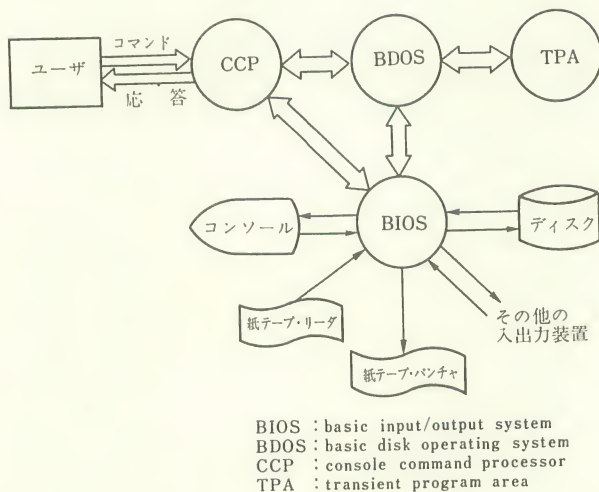 ユーザ
コマンド
応答
CCP
BDOS
TPA
BIOS
コンソール
ディスク
紙テープ・リーダ
紙テープ・パンチャ
その他の
入出力装置
BIOS : basic input/output system
BDOS : basic disk operating system
CCP : console command processor
TPA : transient program area